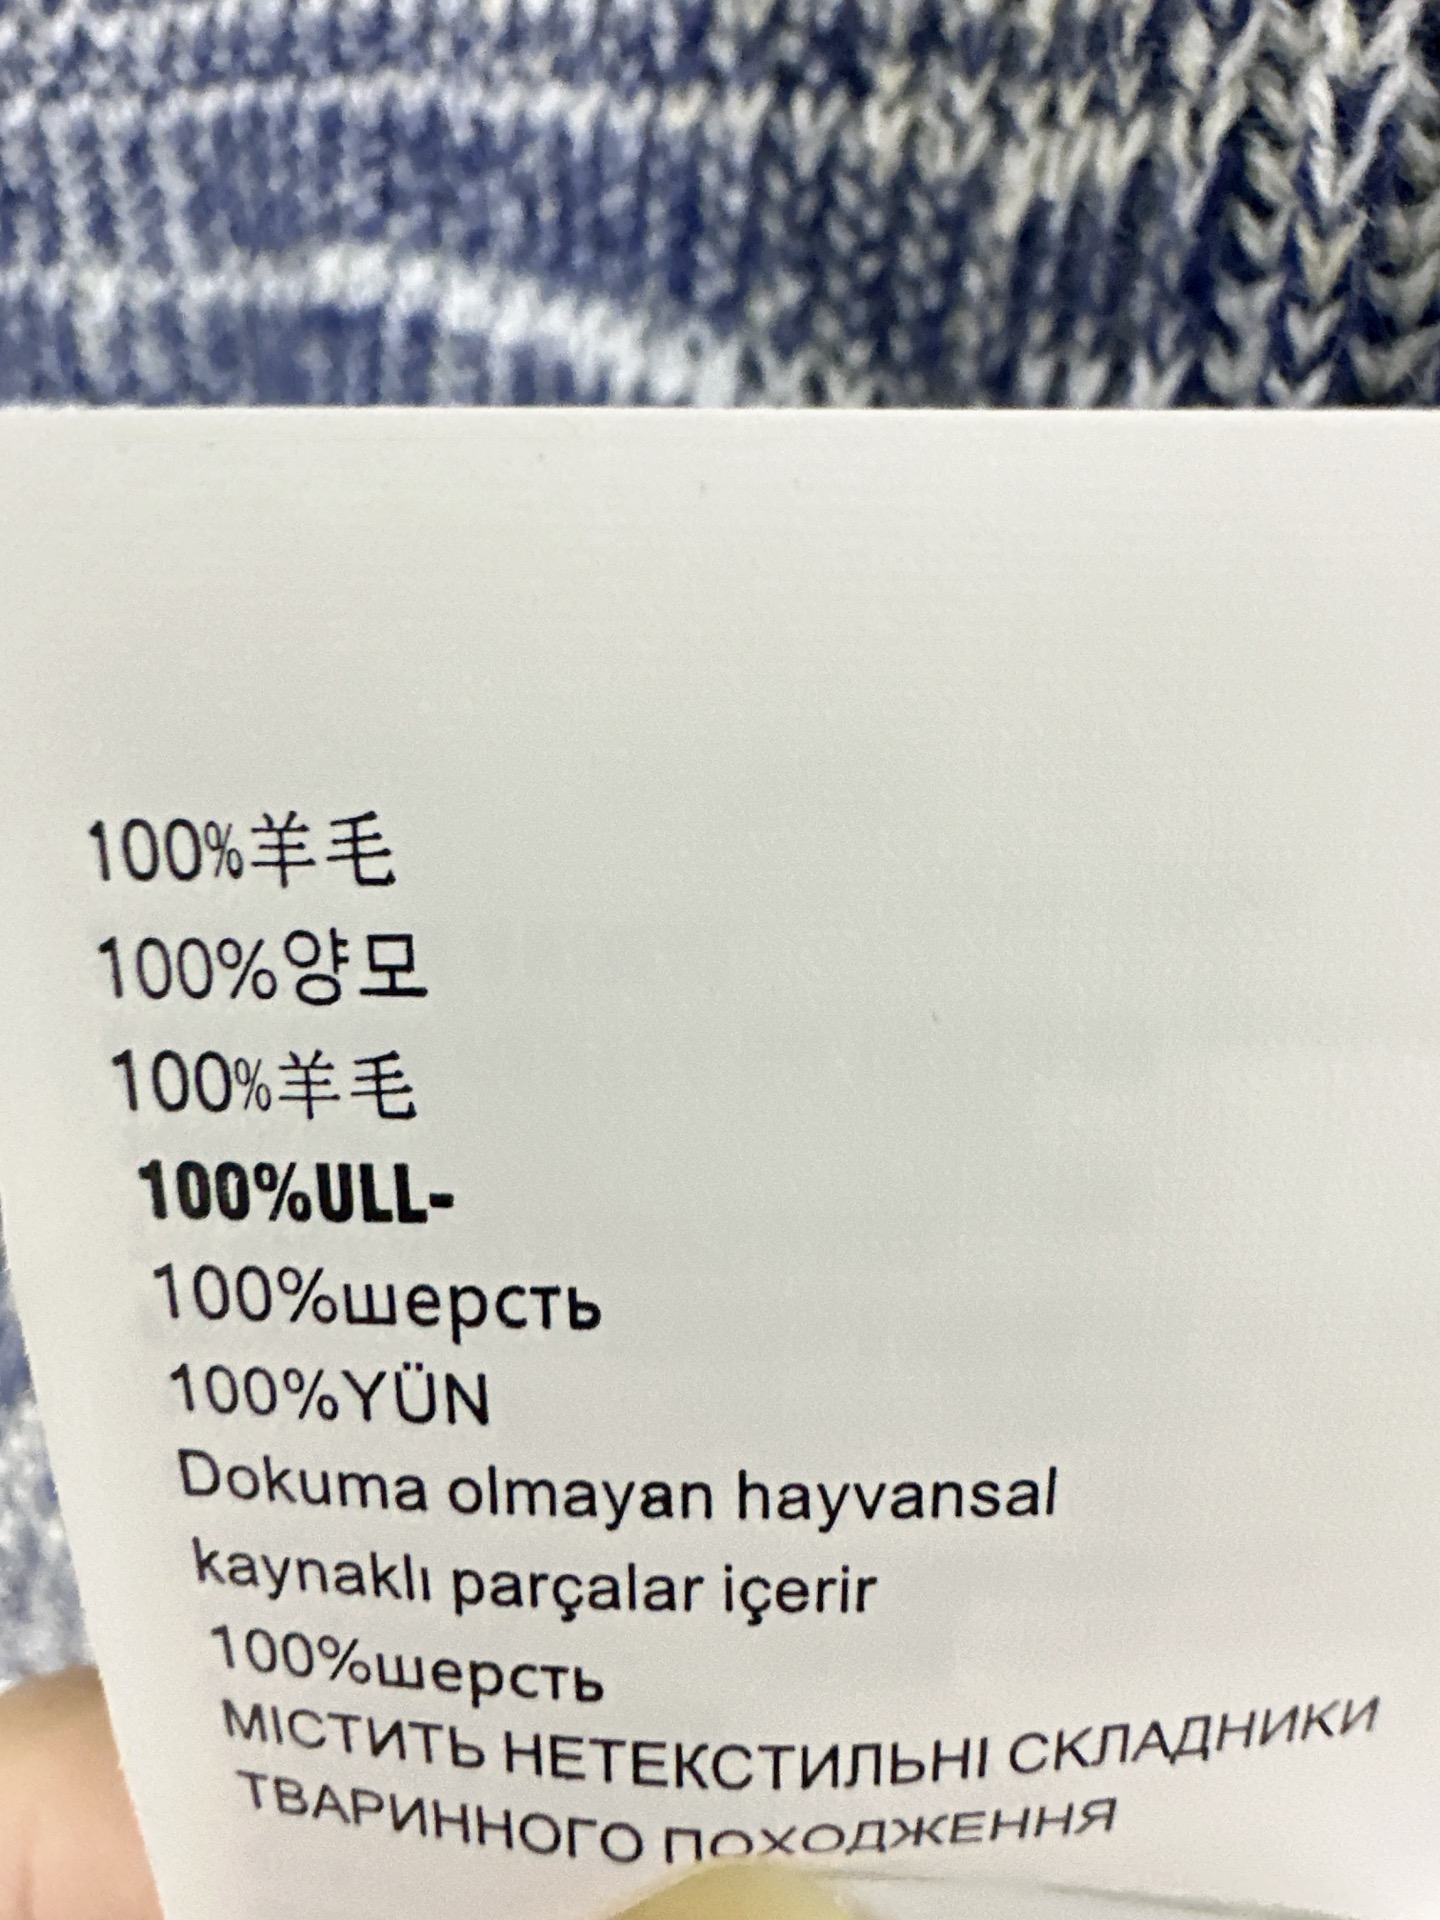 100%羊毛
100%양모
100%羊毛
100%ULL-
100%шерсть
100%YÜN
Dokuma olmayan hayvansal
kaynaklı parçalar içerir
100%шерсть
МІСТИТЬ НЕТЕКСТИЛЬНІ СКЛАДНИКИ
ТВАРИННОГО ПОХОДЖЕННЯ